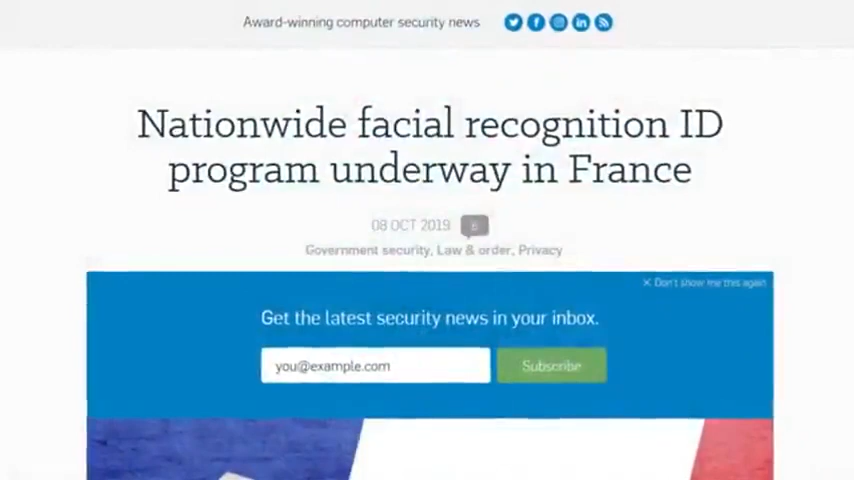 Award-winning computer security news
Nationwide facial recognition ID
program underway in France
08 OCT 2019 6
Government security, Law & order, Privacy
× Don't show me this again
Get the latest security news in your inbox.
you@example.com Subscribe